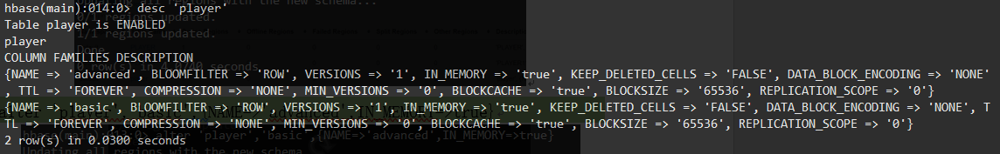 hbase(main):014:0> desc 'player'
Table player is ENABLED
player
COLUMN FAMILIES DESCRIPTION
{NAME => 'advanced', BLOOMFILTER => 'ROW', VERSIONS => '1', IN_MEMORY => 'true', KEEP_DELETED_CELLS => 'FALSE', DATA_BLOCK_ENCODING => 'NONE'
, TTL => 'FOREVER', COMPRESSION => 'NONE', MIN_VERSIONS => '0', BLOCKCACHE => 'true', BLOCKSIZE => '65536', REPLICATION_SCOPE => '0'}
{NAME => 'basic', BLOOMFILTER => 'ROW', VERSIONS => '1', IN_MEMORY => 'true', KEEP_DELETED_CELLS => 'FALSE', DATA_BLOCK_ENCODING => 'NONE', T
TL => 'FOREVER', COMPRESSION => 'NONE', MIN_VERSIONS => '0', BLOCKCACHE => 'true', BLOCKSIZE => '65536', REPLICATION_SCOPE => '0'}
2 row(s) in 0.0300 seconds